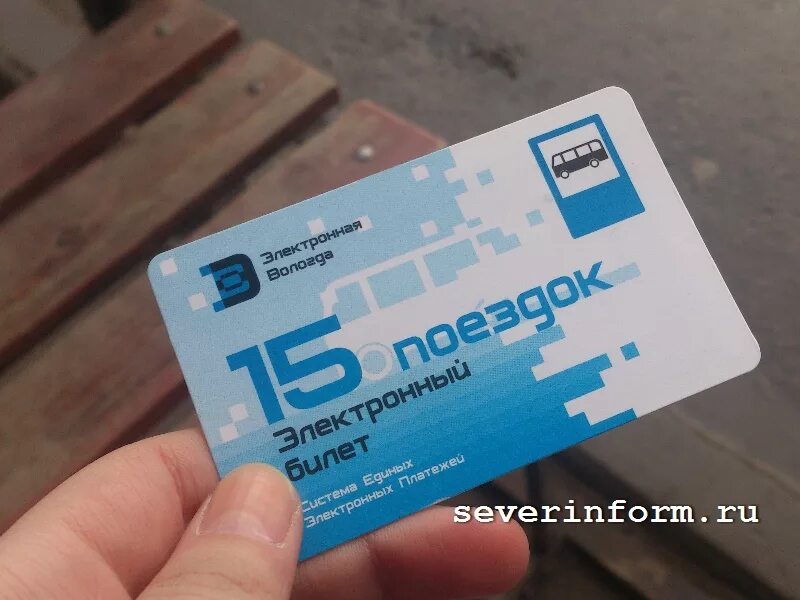 Электронная
Вологда
15 поездок
Электронный
билет
Система Единых
Электронных Платежей
severinform.ru